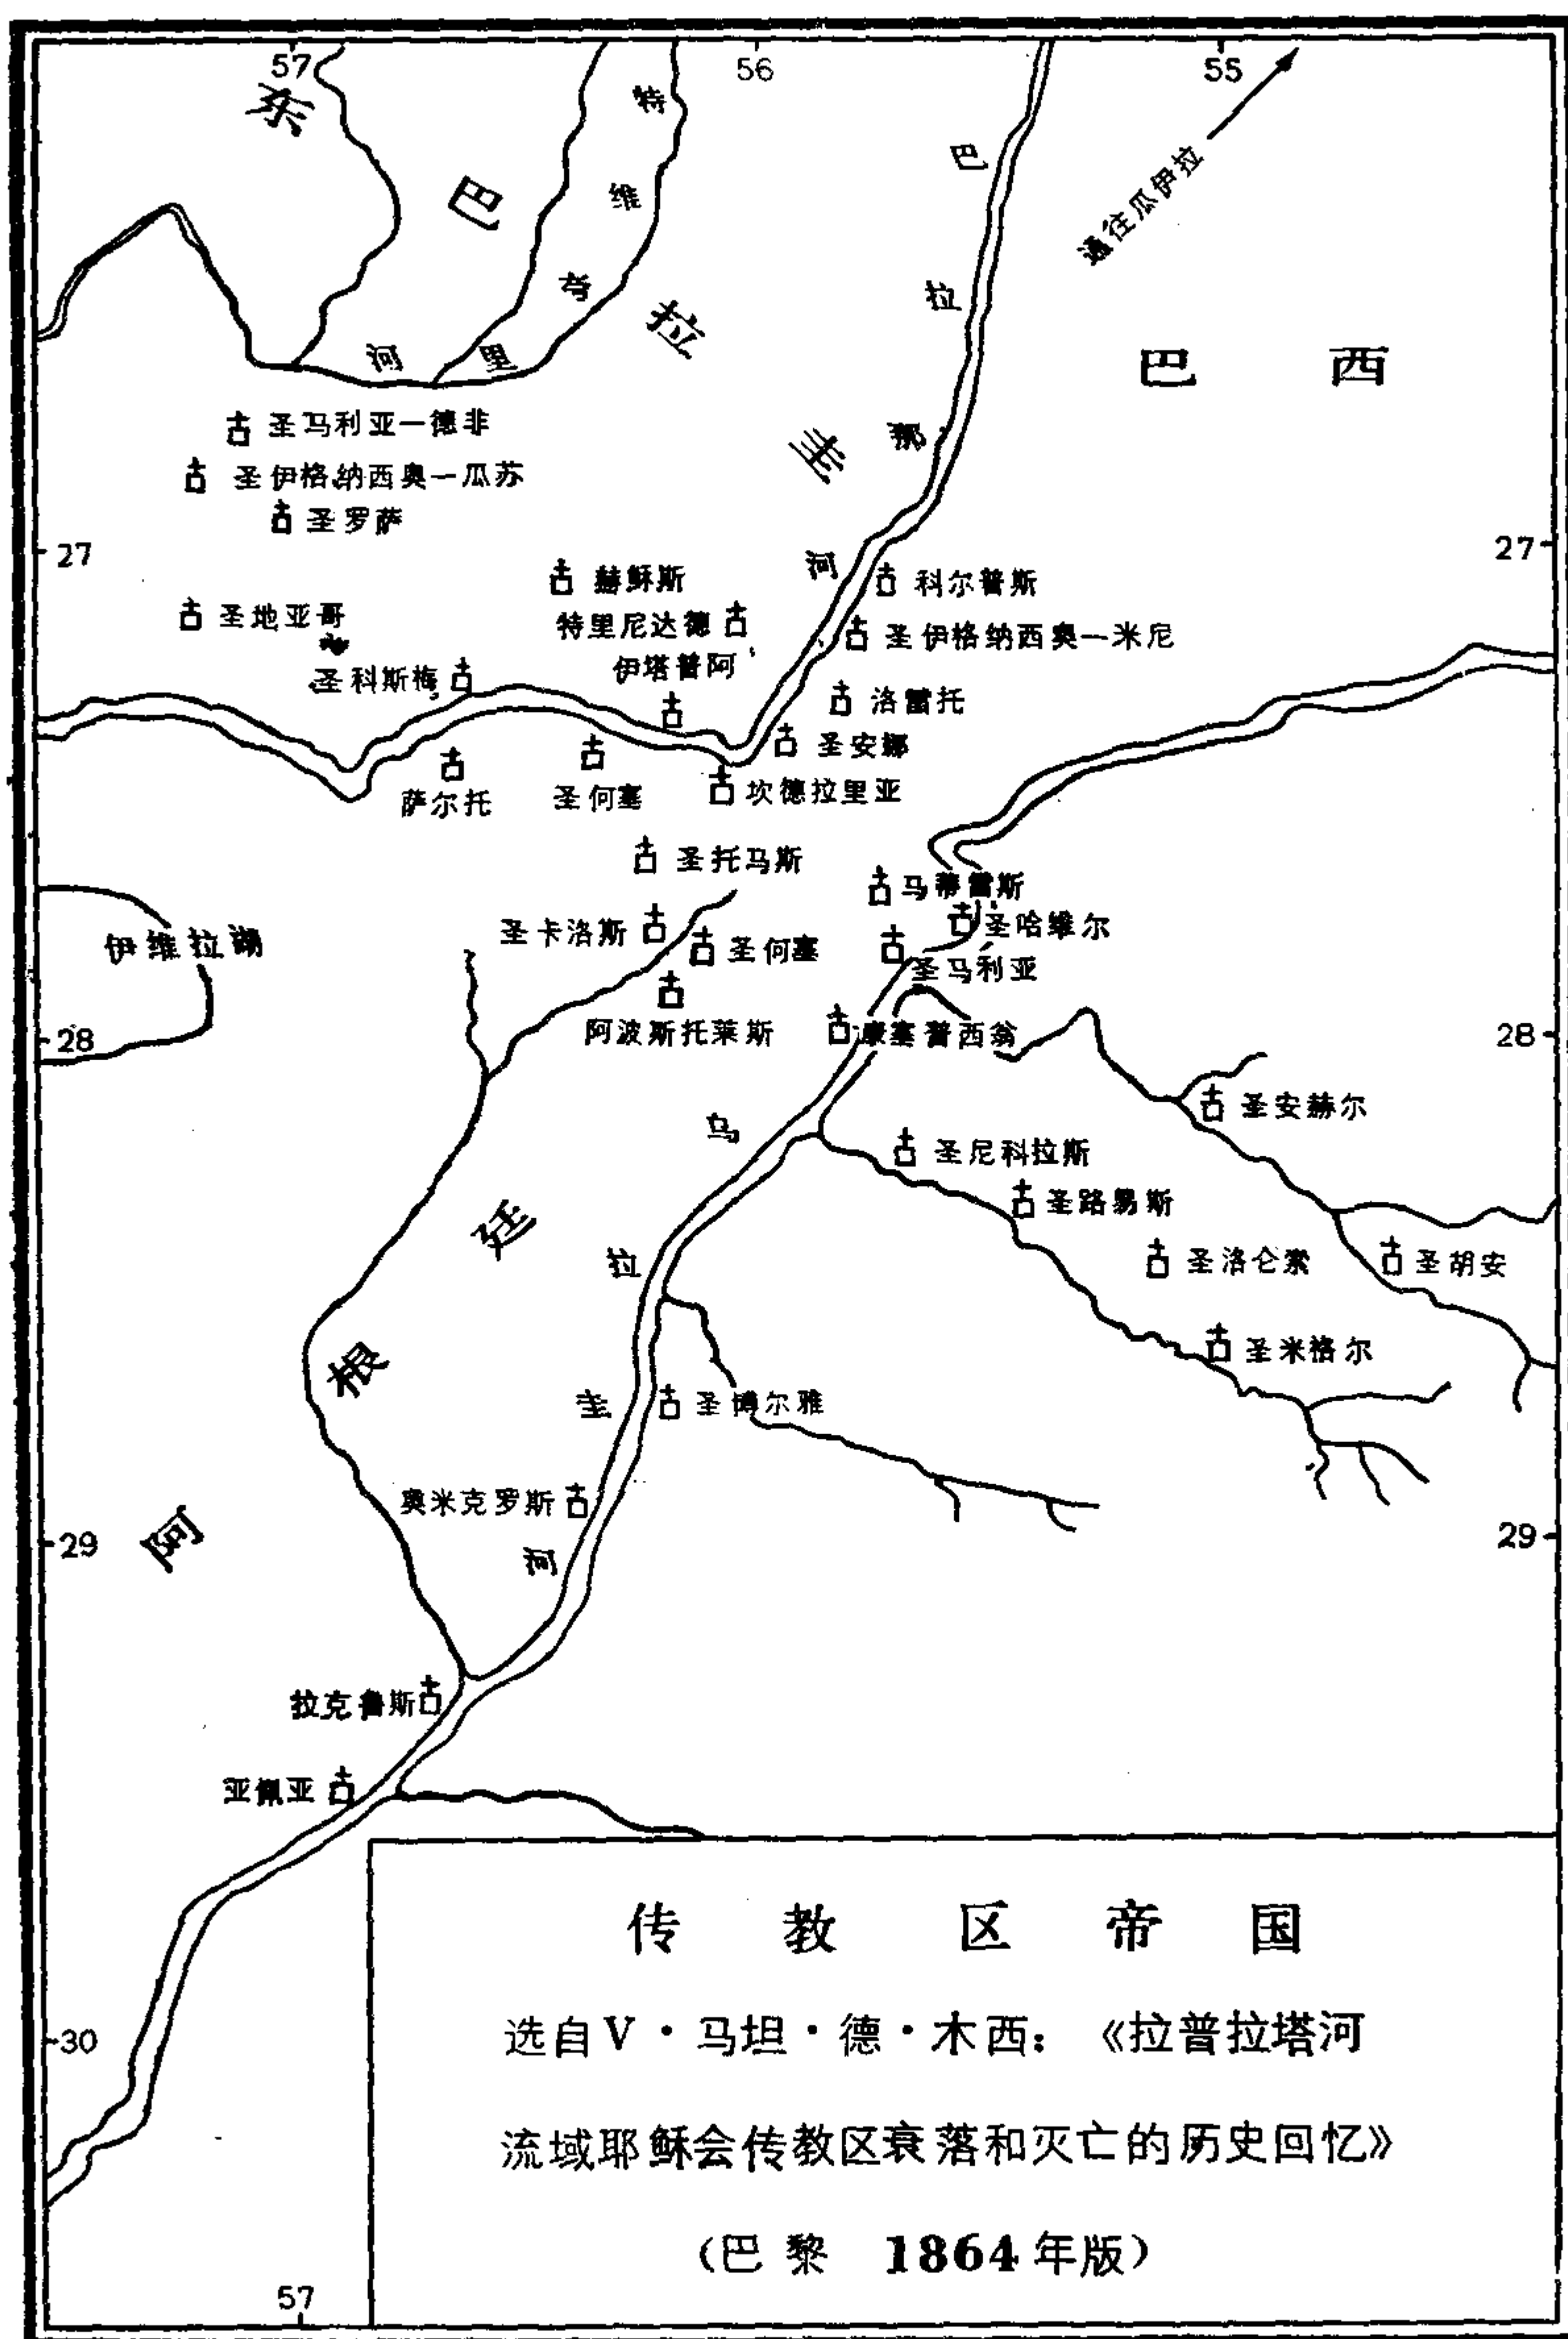 57
56
55
东 巴 拉 圭
特 维 夸 里 河
巴 拉 那 河
通往瓜伊拉
巴 西
圣马利亚—德非
圣伊格纳西奥—瓜苏
圣罗萨
27
27
赫稣斯
科尔普斯
圣地亚哥
特里尼达德
圣伊格纳西奥—米尼
伊塔普阿
圣科斯梅
洛雷托
圣安娜
萨尔托
圣何塞
坎德拉里亚
圣托马斯
马蒂雷斯
伊维拉湖
圣卡洛斯
圣何塞
圣哈维尔
圣马利亚
28
阿波斯托莱斯
康塞普西翁
28
圣安赫尔
乌 拉 圭 河
圣尼科拉斯
圣路易斯
阿 根 廷
圣洛仑索
圣胡安
圣米格尔
圣博尔雅
奥米克罗斯
29
29
拉克鲁斯
亚佩亚
传 教 区 帝 国
选自V·马坦·德·木西：《拉普拉塔河
30
流域耶稣会传教区衰落和灭亡的历史回忆》
（巴黎 1864年版）
57